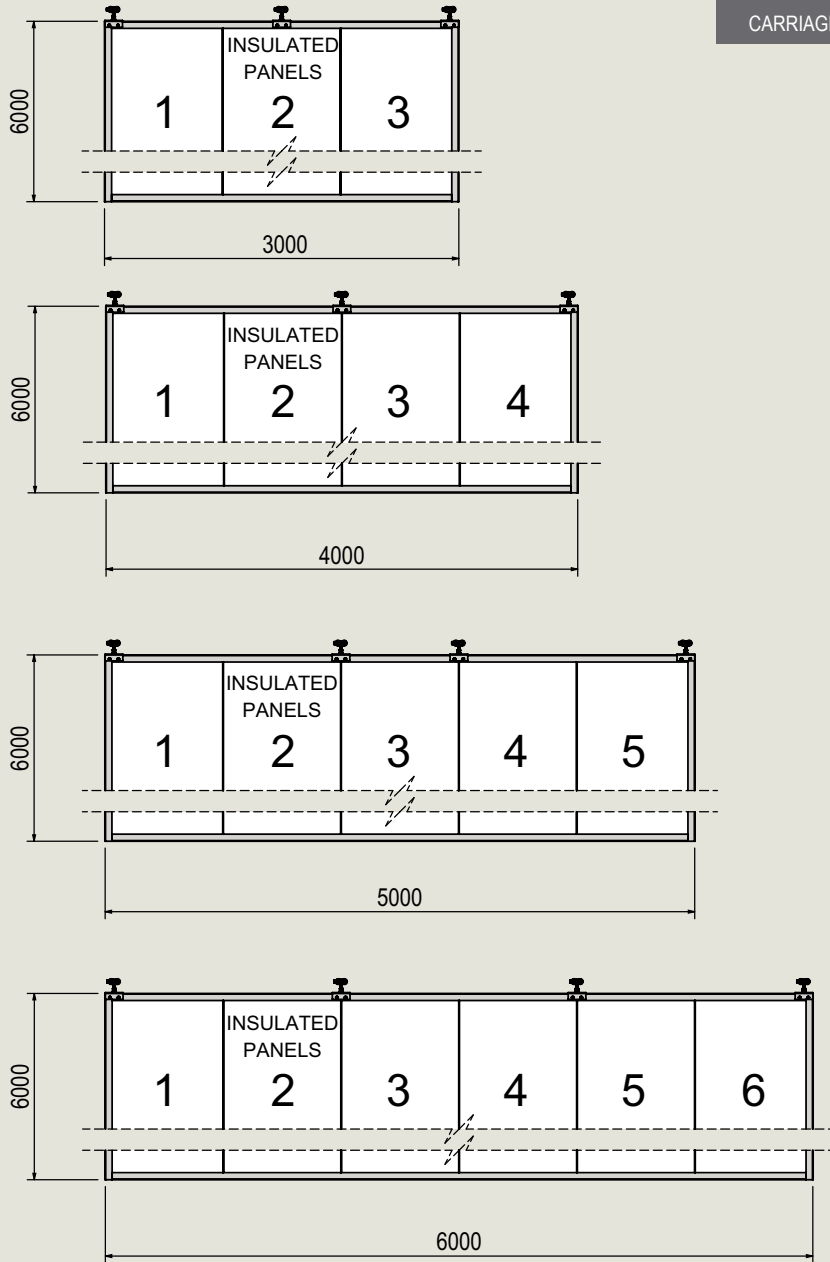 CARRIAG
6000
INSULATED
PANELS
1 2 3
3000
6000
INSULATED
PANELS
1 2 3 4
4000
6000
INSULATED
PANELS
1 2 3 4 5
5000
6000
INSULATED
PANELS
1 2 3 4 5 6
6000